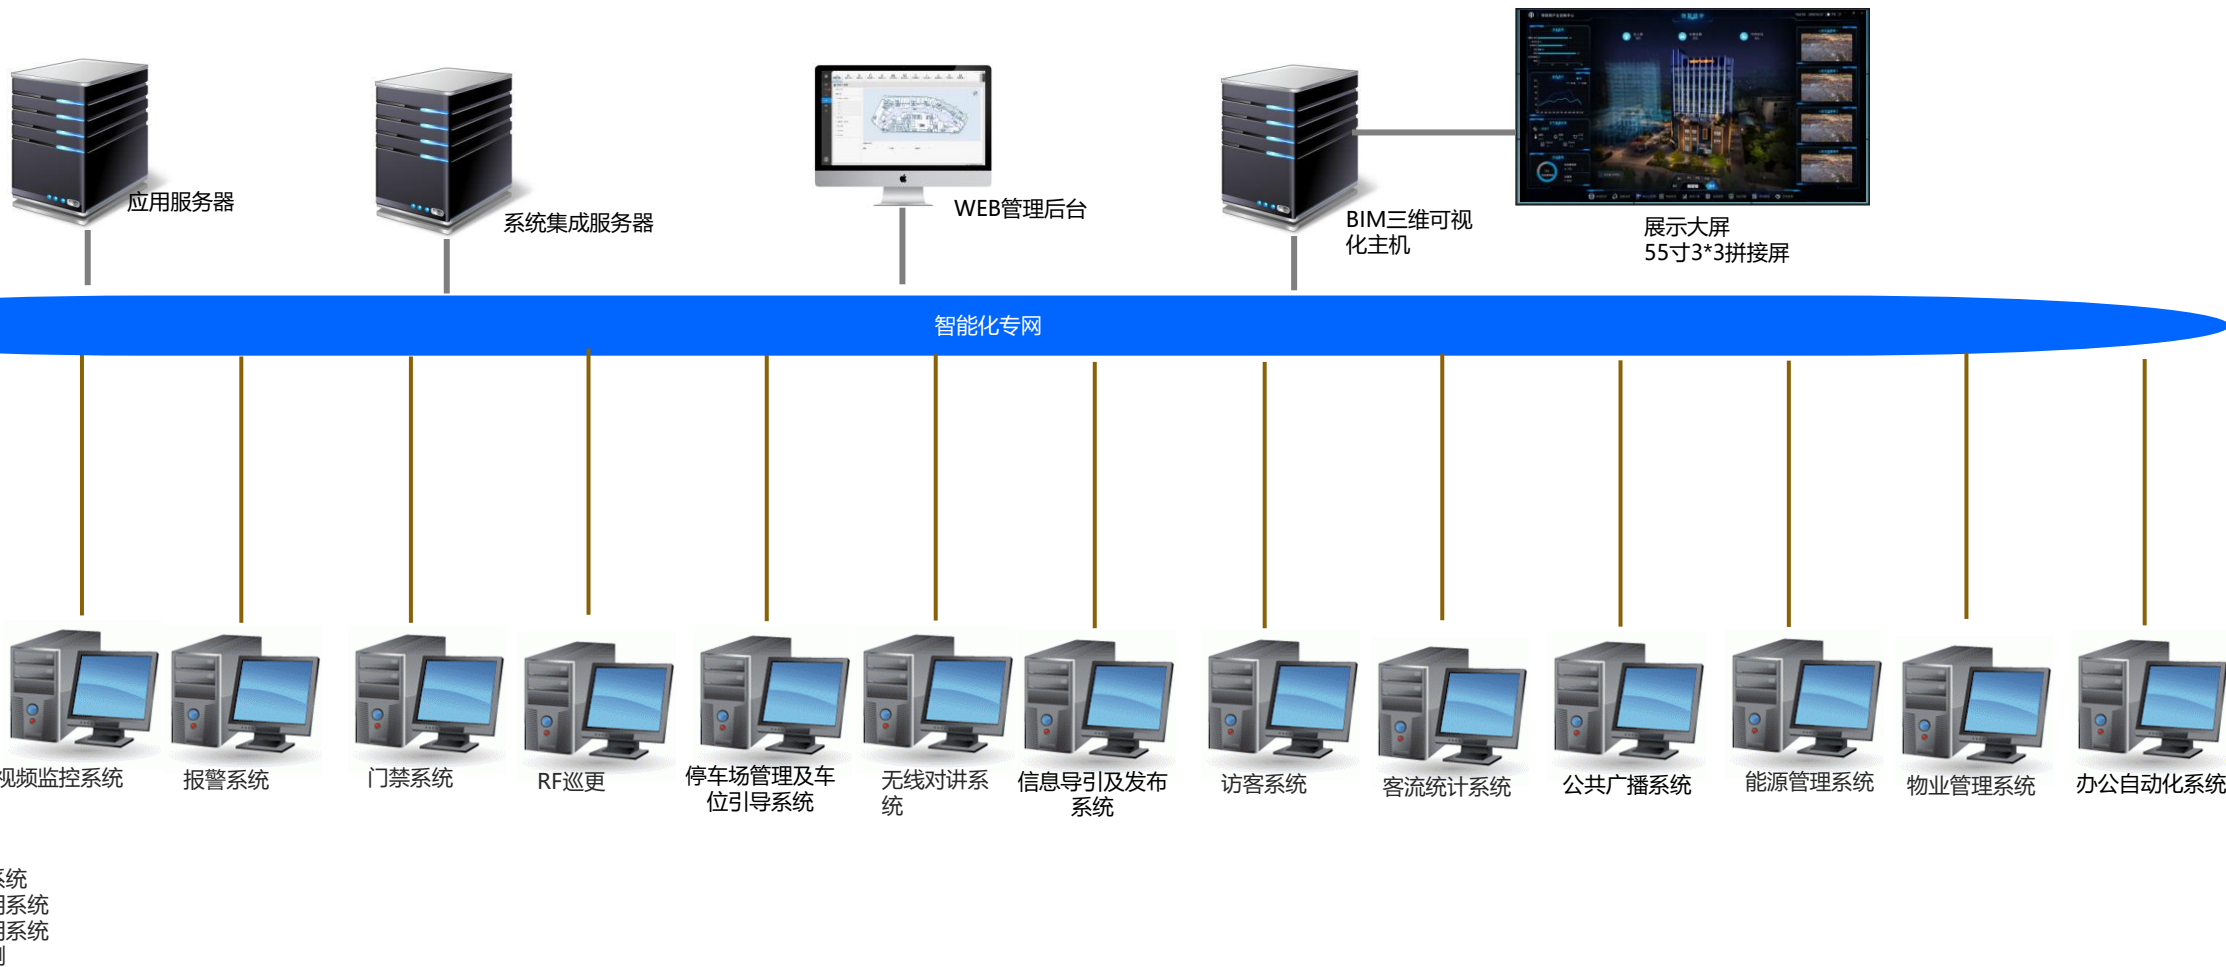 应用服务器
系统集成服务器
WEB管理后台
BIM三维可视
化主机
展示大屏
55寸3*3拼接屏
智能化专网
视频监控系统
报警系统
门禁系统
RF巡更
停车场管理及车
位引导系统
无线对讲系
统
信息导引及发布
系统
访客系统
客流统计系统
公共广播系统
能源管理系统
物业管理系统
办公自动化系统
系统
明系统
明系统
测